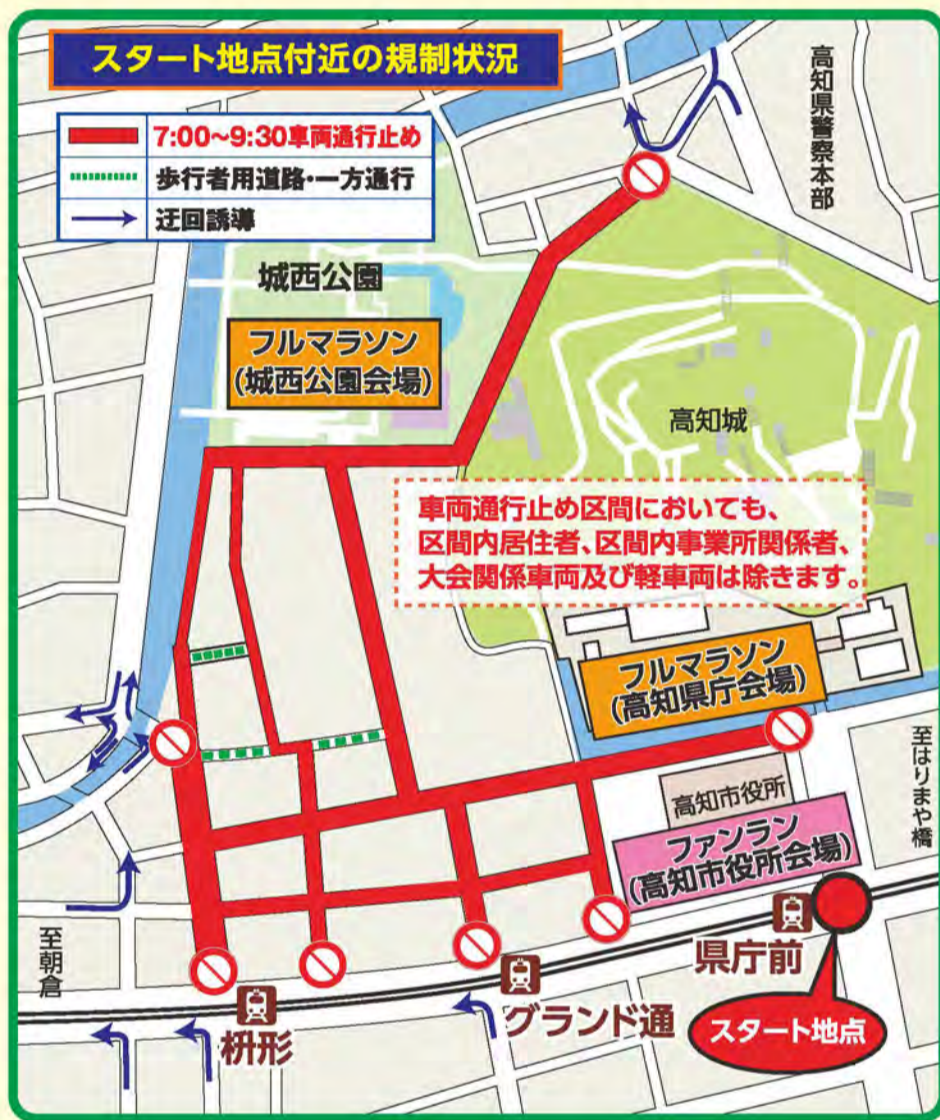 スタート地点付近の規制状況
7:00～9:30車両通行止め
歩行者用道路・一方通行
迂回誘導
高知県警察本部
城西公園
フルマラソン
(城西公園会場)
高知城
車両通行止め区間においても、
区間内居住者、区間内事業所関係者、
大会関係車両及び軽車両は除きます。
フルマラソン
(高知県庁会場)
至はりまや橋
高知市役所
ファンラン
(高知市役所会場)
至朝倉
県庁前
グランド通
枡形
スタート地点